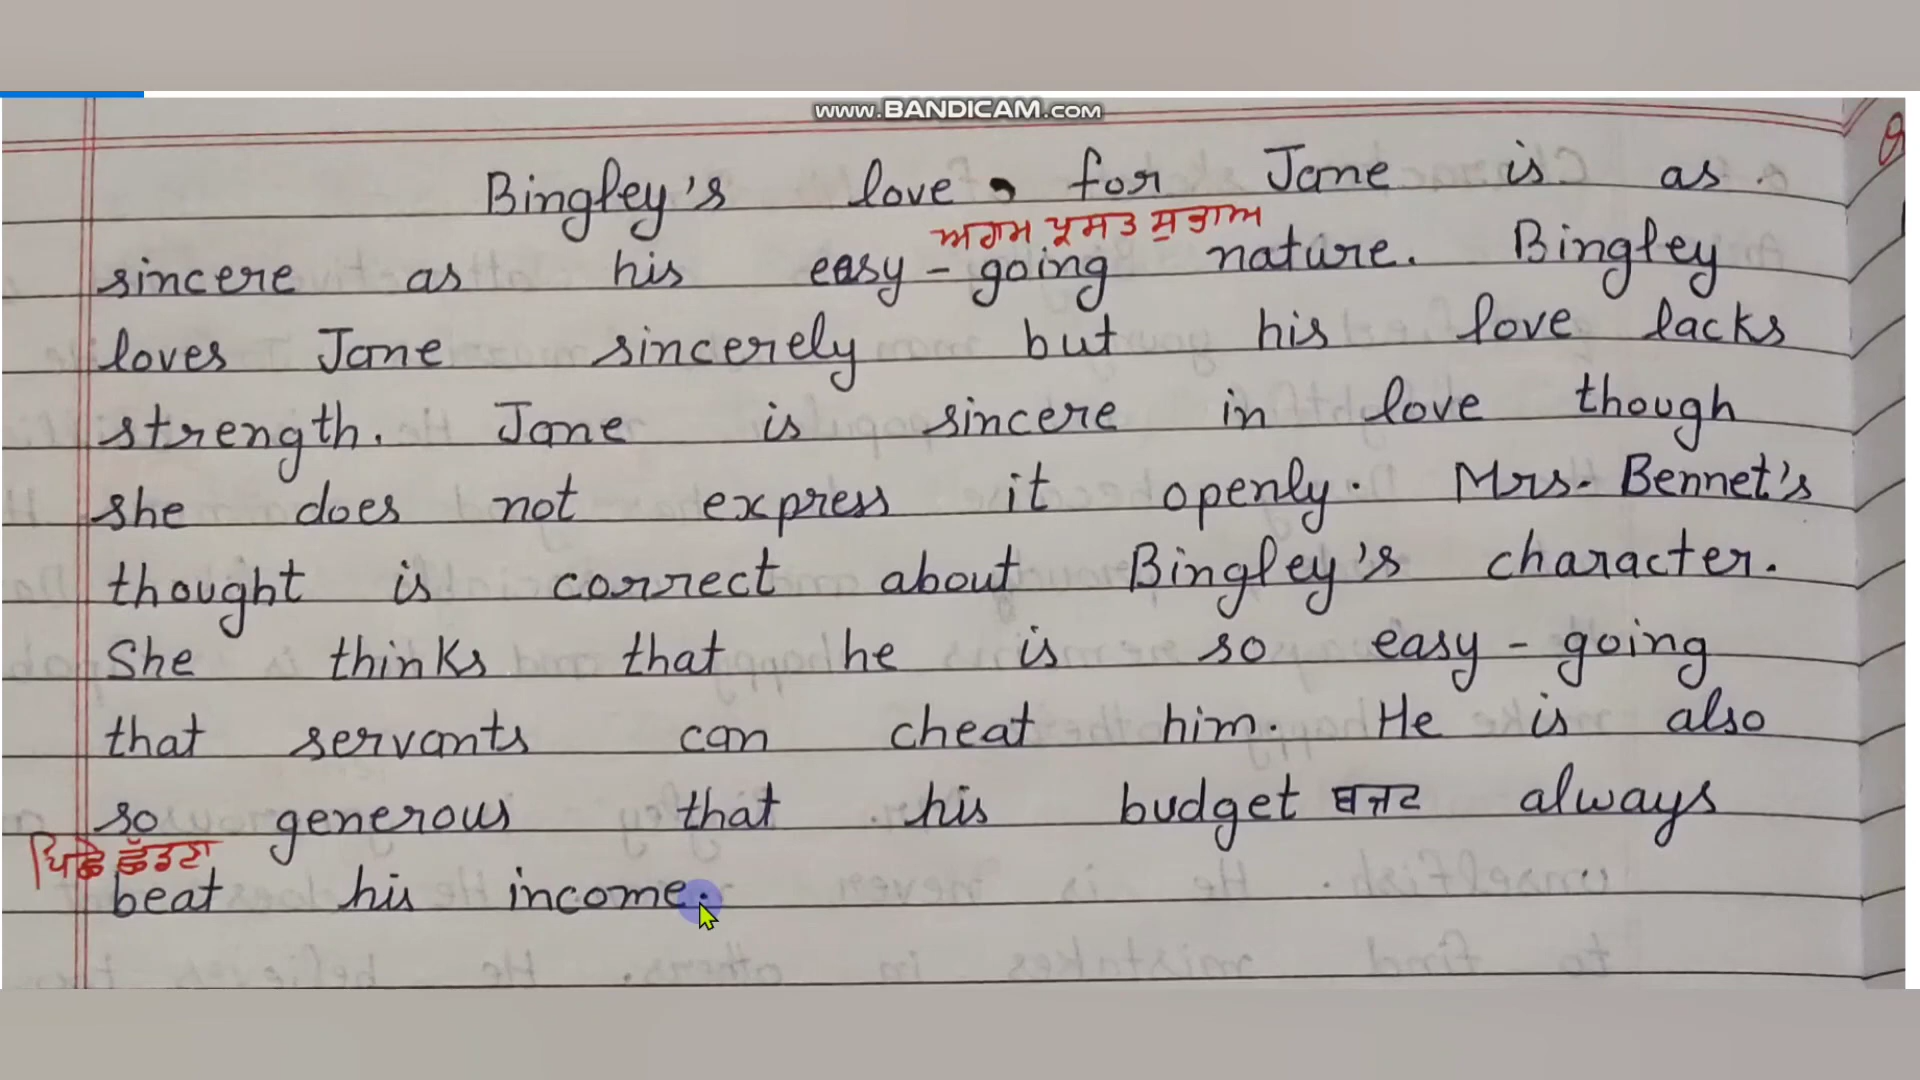 www.BANDICAM.com
Bingley's love for Jane is as
ਅਰਾਮ ਪ੍ਰਸਤ ਸੁਭਾਅ
sincere as his easy-going nature. Bingley
loves Jane sincerely but his love lacks
strength. Jane is sincere in love though
she does not express it openly. Mrs. Bennet's
thought is correct about Bingley's character.
She thinks that he is so easy-going
that servants can cheat him. He is also
so generous that his budget ਬਜਟ always
ਪਿਛੇ ਛੱਡਣਾ
beat his income.